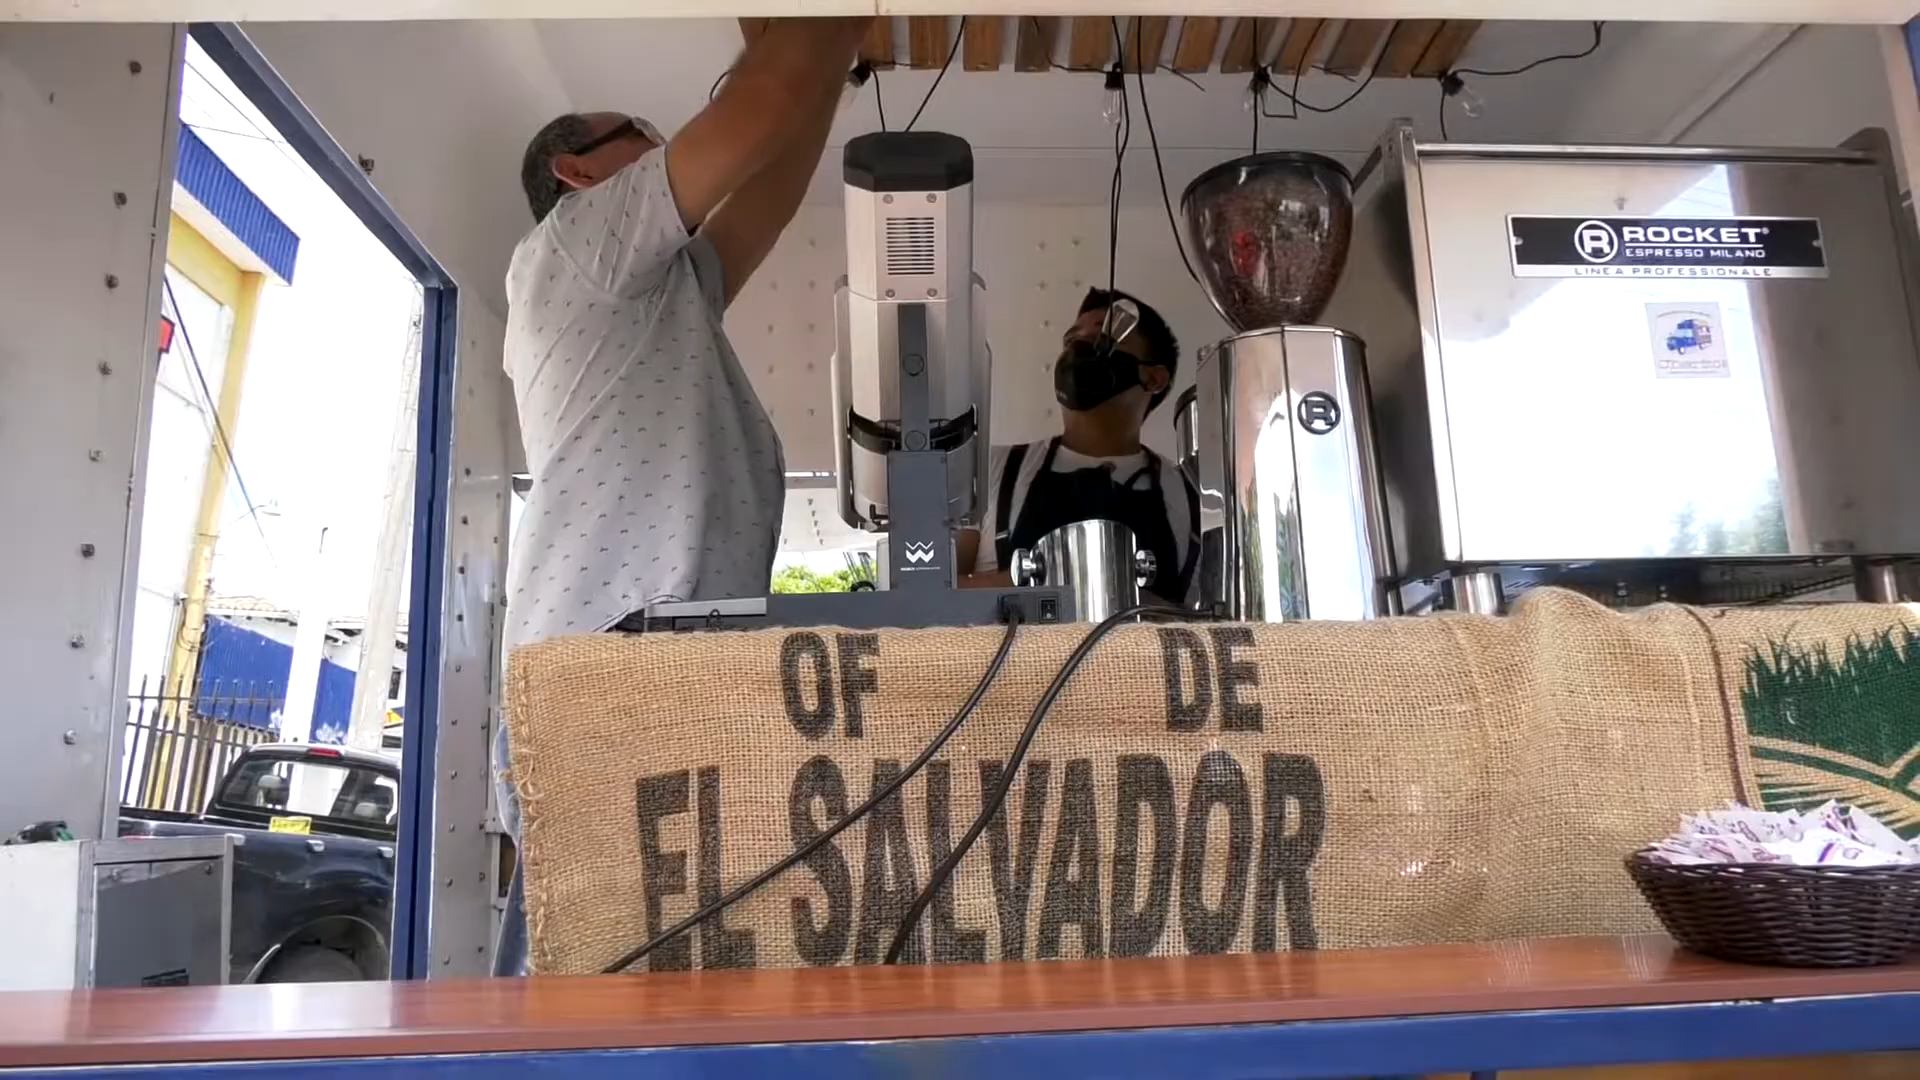 ROCKET
ESPRESSO MILANO
LINEA PROFESSIONALE
R
W
OF DE
EL SALVADOR